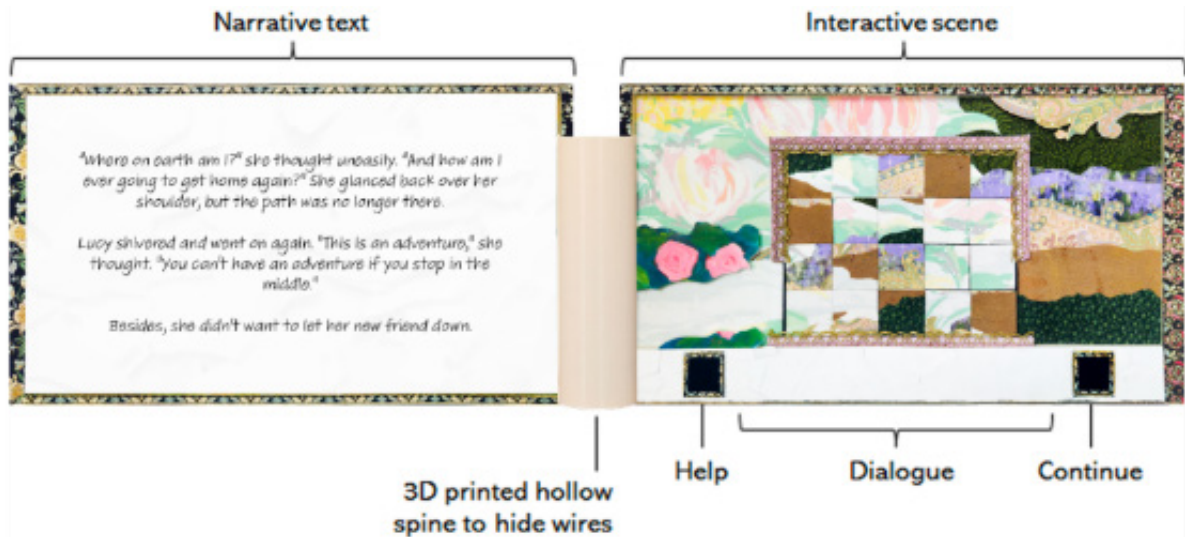 Narrative text
Interactive scene
"Where on earth am I?" she thought uneasily. "And how am I
ever going to get home again?" She glanced back over her
shoulder, but the path was no longer there.
Lucy shivered and went on again. "This is an adventure," she
thought. "You can't have an adventure if you stop in the
middle."
Besides, she didn't want to let her new friend down.
Help
Dialogue
Continue
3D printed hollow
spine to hide wires